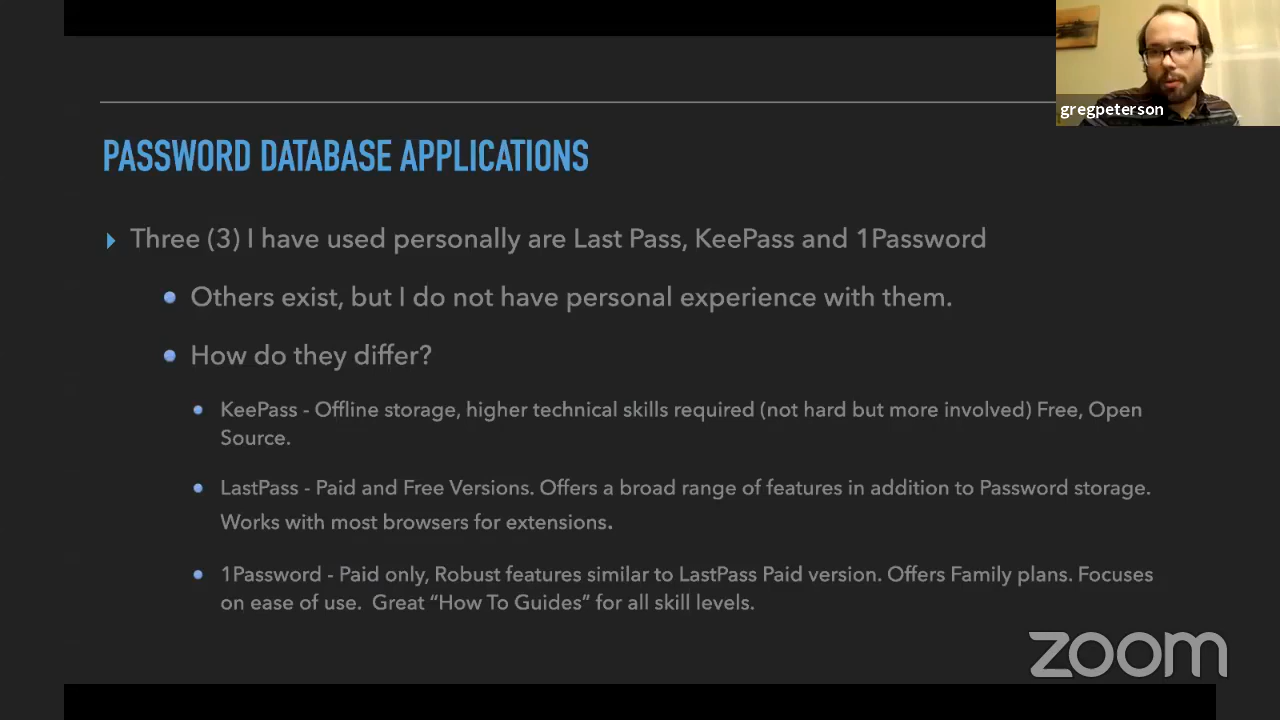 gregpeterson
PASSWORD DATABASE APPLICATIONS
Three (3) I have used personally are Last Pass, KeePass and 1Password
Others exist, but I do not have personal experience with them.
How do they differ?
KeePass - Offline storage, higher technical skills required (not hard but more involved) Free, Open
Source.
LastPass - Paid and Free Versions. Offers a broad range of features in addition to Password storage.
Works with most browsers for extensions.
1Password - Paid only, Robust features similar to LastPass Paid version. Offers Family plans. Focuses
on ease of use. Great “How To Guides” for all skill levels.
zoom